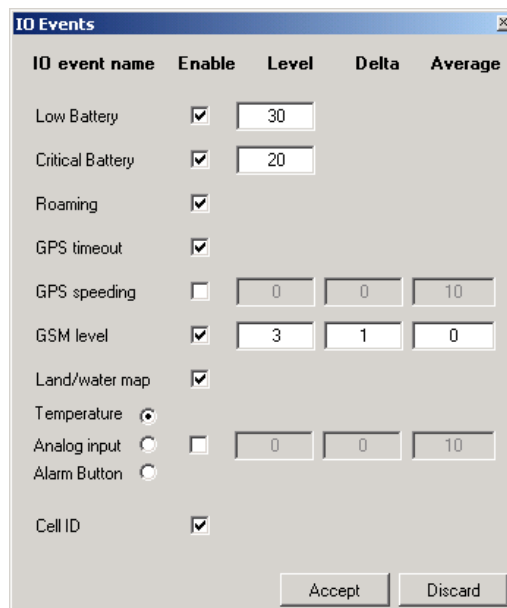 IO Events
IO event name Enable Level Delta Average
Low Battery 30
Critical Battery 20
Roaming
GPS timeout
GPS speeding 0 0 10
GSM level 3 1 0
Land/water map
Temperature
Analog input 0 0 10
Alarm Button
Cell ID
Accept Discard